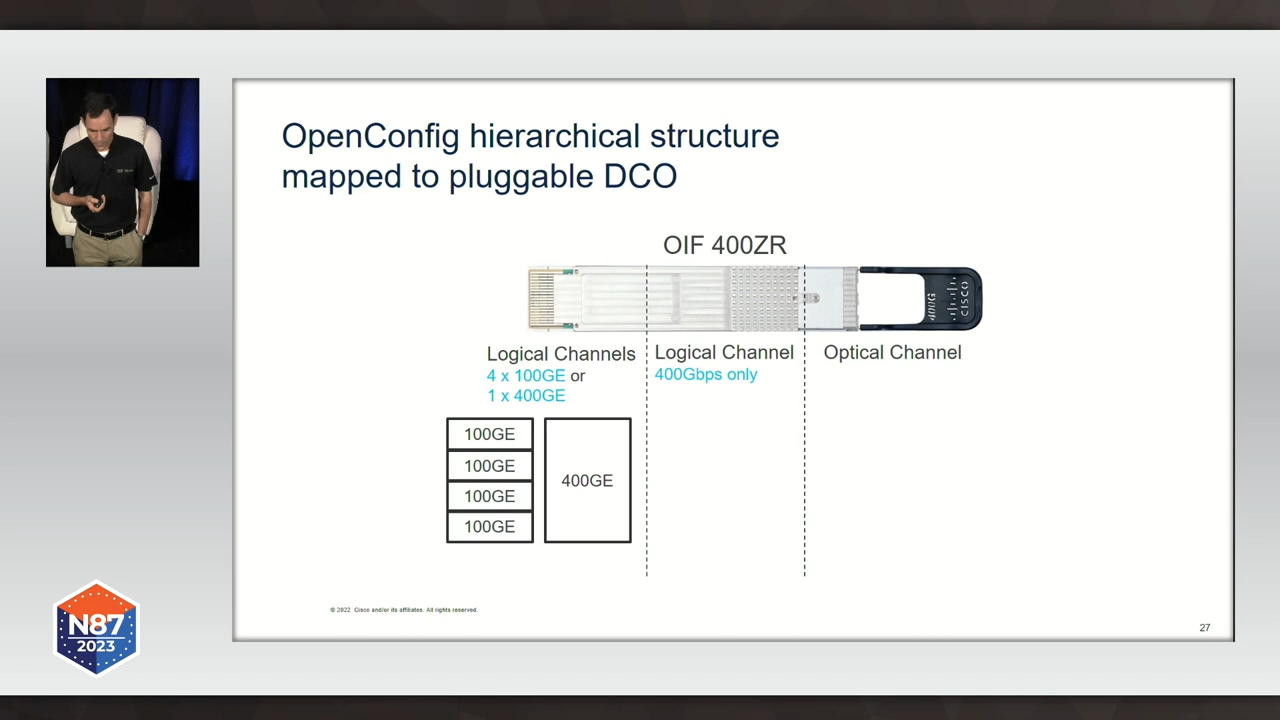 OpenConfig hierarchical structure
mapped to pluggable DCO
OIF 400ZR
400G
CISCO
Logical Channels
4 x 100GE or
1 x 400GE
Logical Channel
400Gbps only
Optical Channel
100GE
100GE
100GE
100GE
400GE
© 2022 Cisco and/or its affiliates. All rights reserved.
27
N87
2023